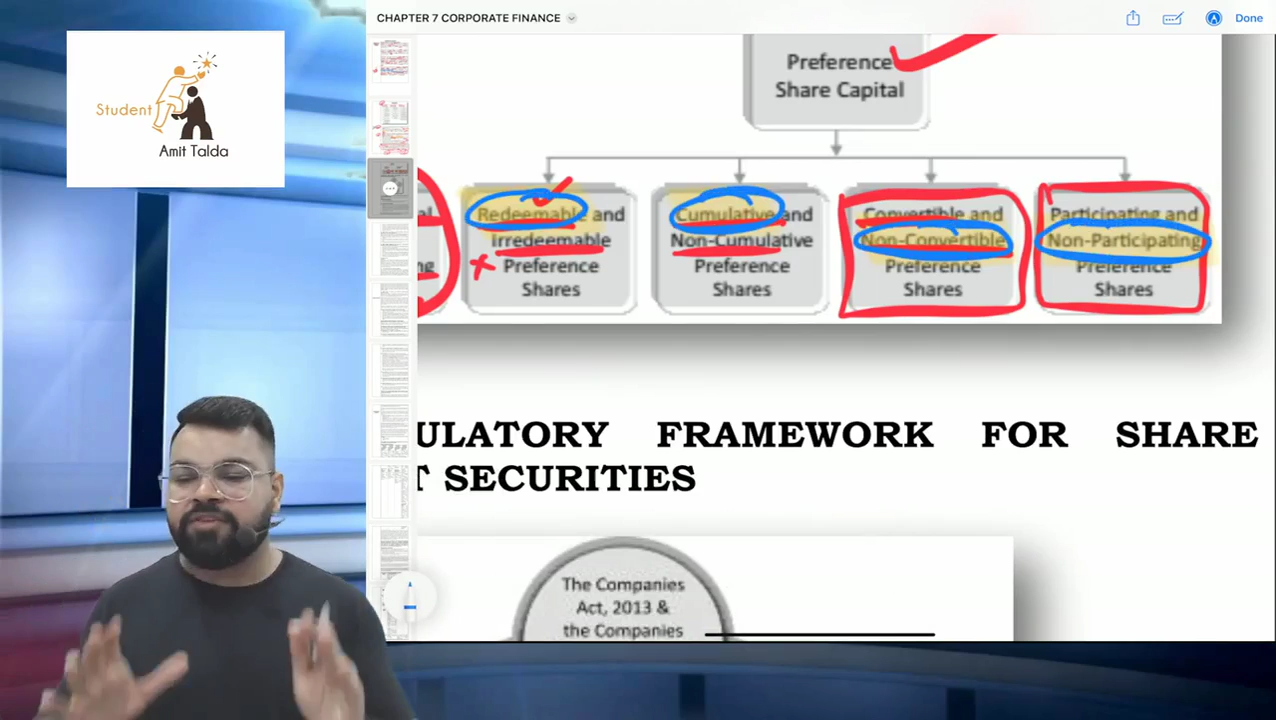 CHAPTER 7 CORPORATE FINANCE
Done
Student
Amit Talda
Preference
Share Capital
Redeemable and
Irredeemable
Preference
Shares
Cumulative and
Non-Cumulative
Preference
Shares
Convertible and
Non-Convertible
Preference
Shares
Participating and
Non-Participating
Preference
Shares
ULATORY FRAMEWORK FOR SHARE
T SECURITIES
The Companies
Act, 2013 &
the Companies